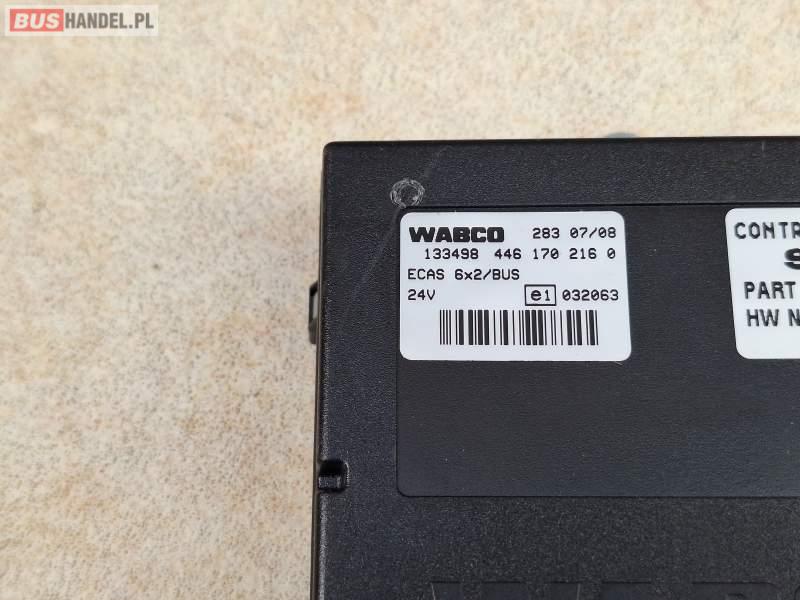 BUSHANDEL.PL
WABCO 283 07/08
133498 446 170 216 0
ECAS 6x2/BUS
24V e1 032063
PART
HW